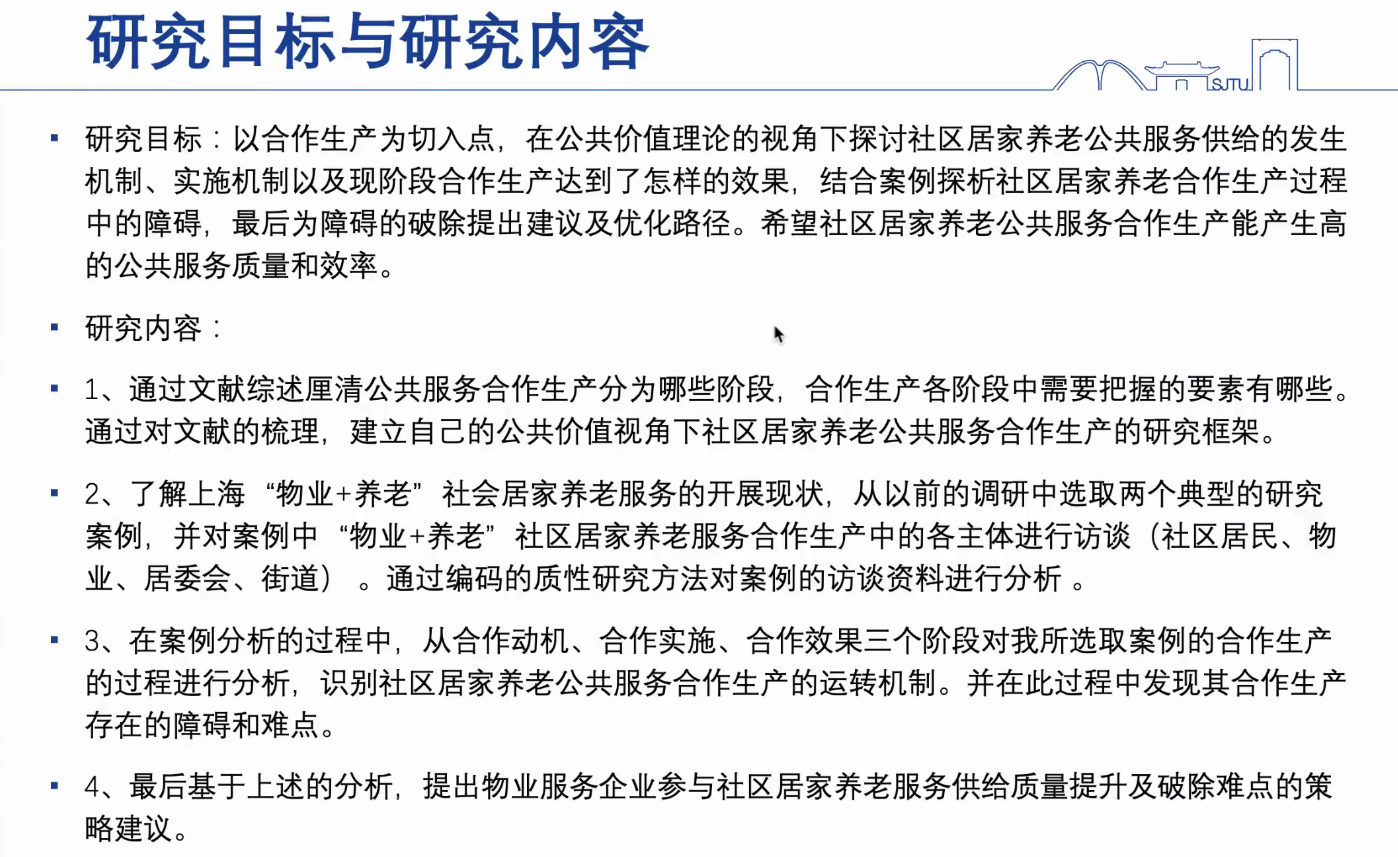 研究目标与研究内容
SJTU
▪ 研究目标：以合作生产为切入点，在公共价值理论的视角下探讨社区居家养老公共服务供给的发生
机制、实施机制以及现阶段合作生产达到了怎样的效果，结合案例探析社区居家养老合作生产过程
中的障碍，最后为障碍的破除提出建议及优化路径。希望社区居家养老公共服务合作生产能产生高
的公共服务质量和效率。
▪ 研究内容：
▪ 1、通过文献综述厘清公共服务合作生产分为哪些阶段，合作生产各阶段中需要把握的要素有哪些。
通过对文献的梳理，建立自己的公共价值视角下社区居家养老公共服务合作生产的研究框架。
▪ 2、了解上海“物业+养老”社会居家养老服务的开展现状，从以前的调研中选取两个典型的研究
案例，并对案例中“物业+养老”社区居家养老服务合作生产中的各主体进行访谈（社区居民、物
业、居委会、街道）。通过编码的质性研究方法对案例的访谈资料进行分析 。
▪ 3、在案例分析的过程中，从合作动机、合作实施、合作效果三个阶段对我所选取案例的合作生产
的过程进行分析，识别社区居家养老公共服务合作生产的运转机制。并在此过程中发现其合作生产
存在的障碍和难点。
▪ 4、最后基于上述的分析，提出物业服务企业参与社区居家养老服务供给质量提升及破除难点的策
略建议。